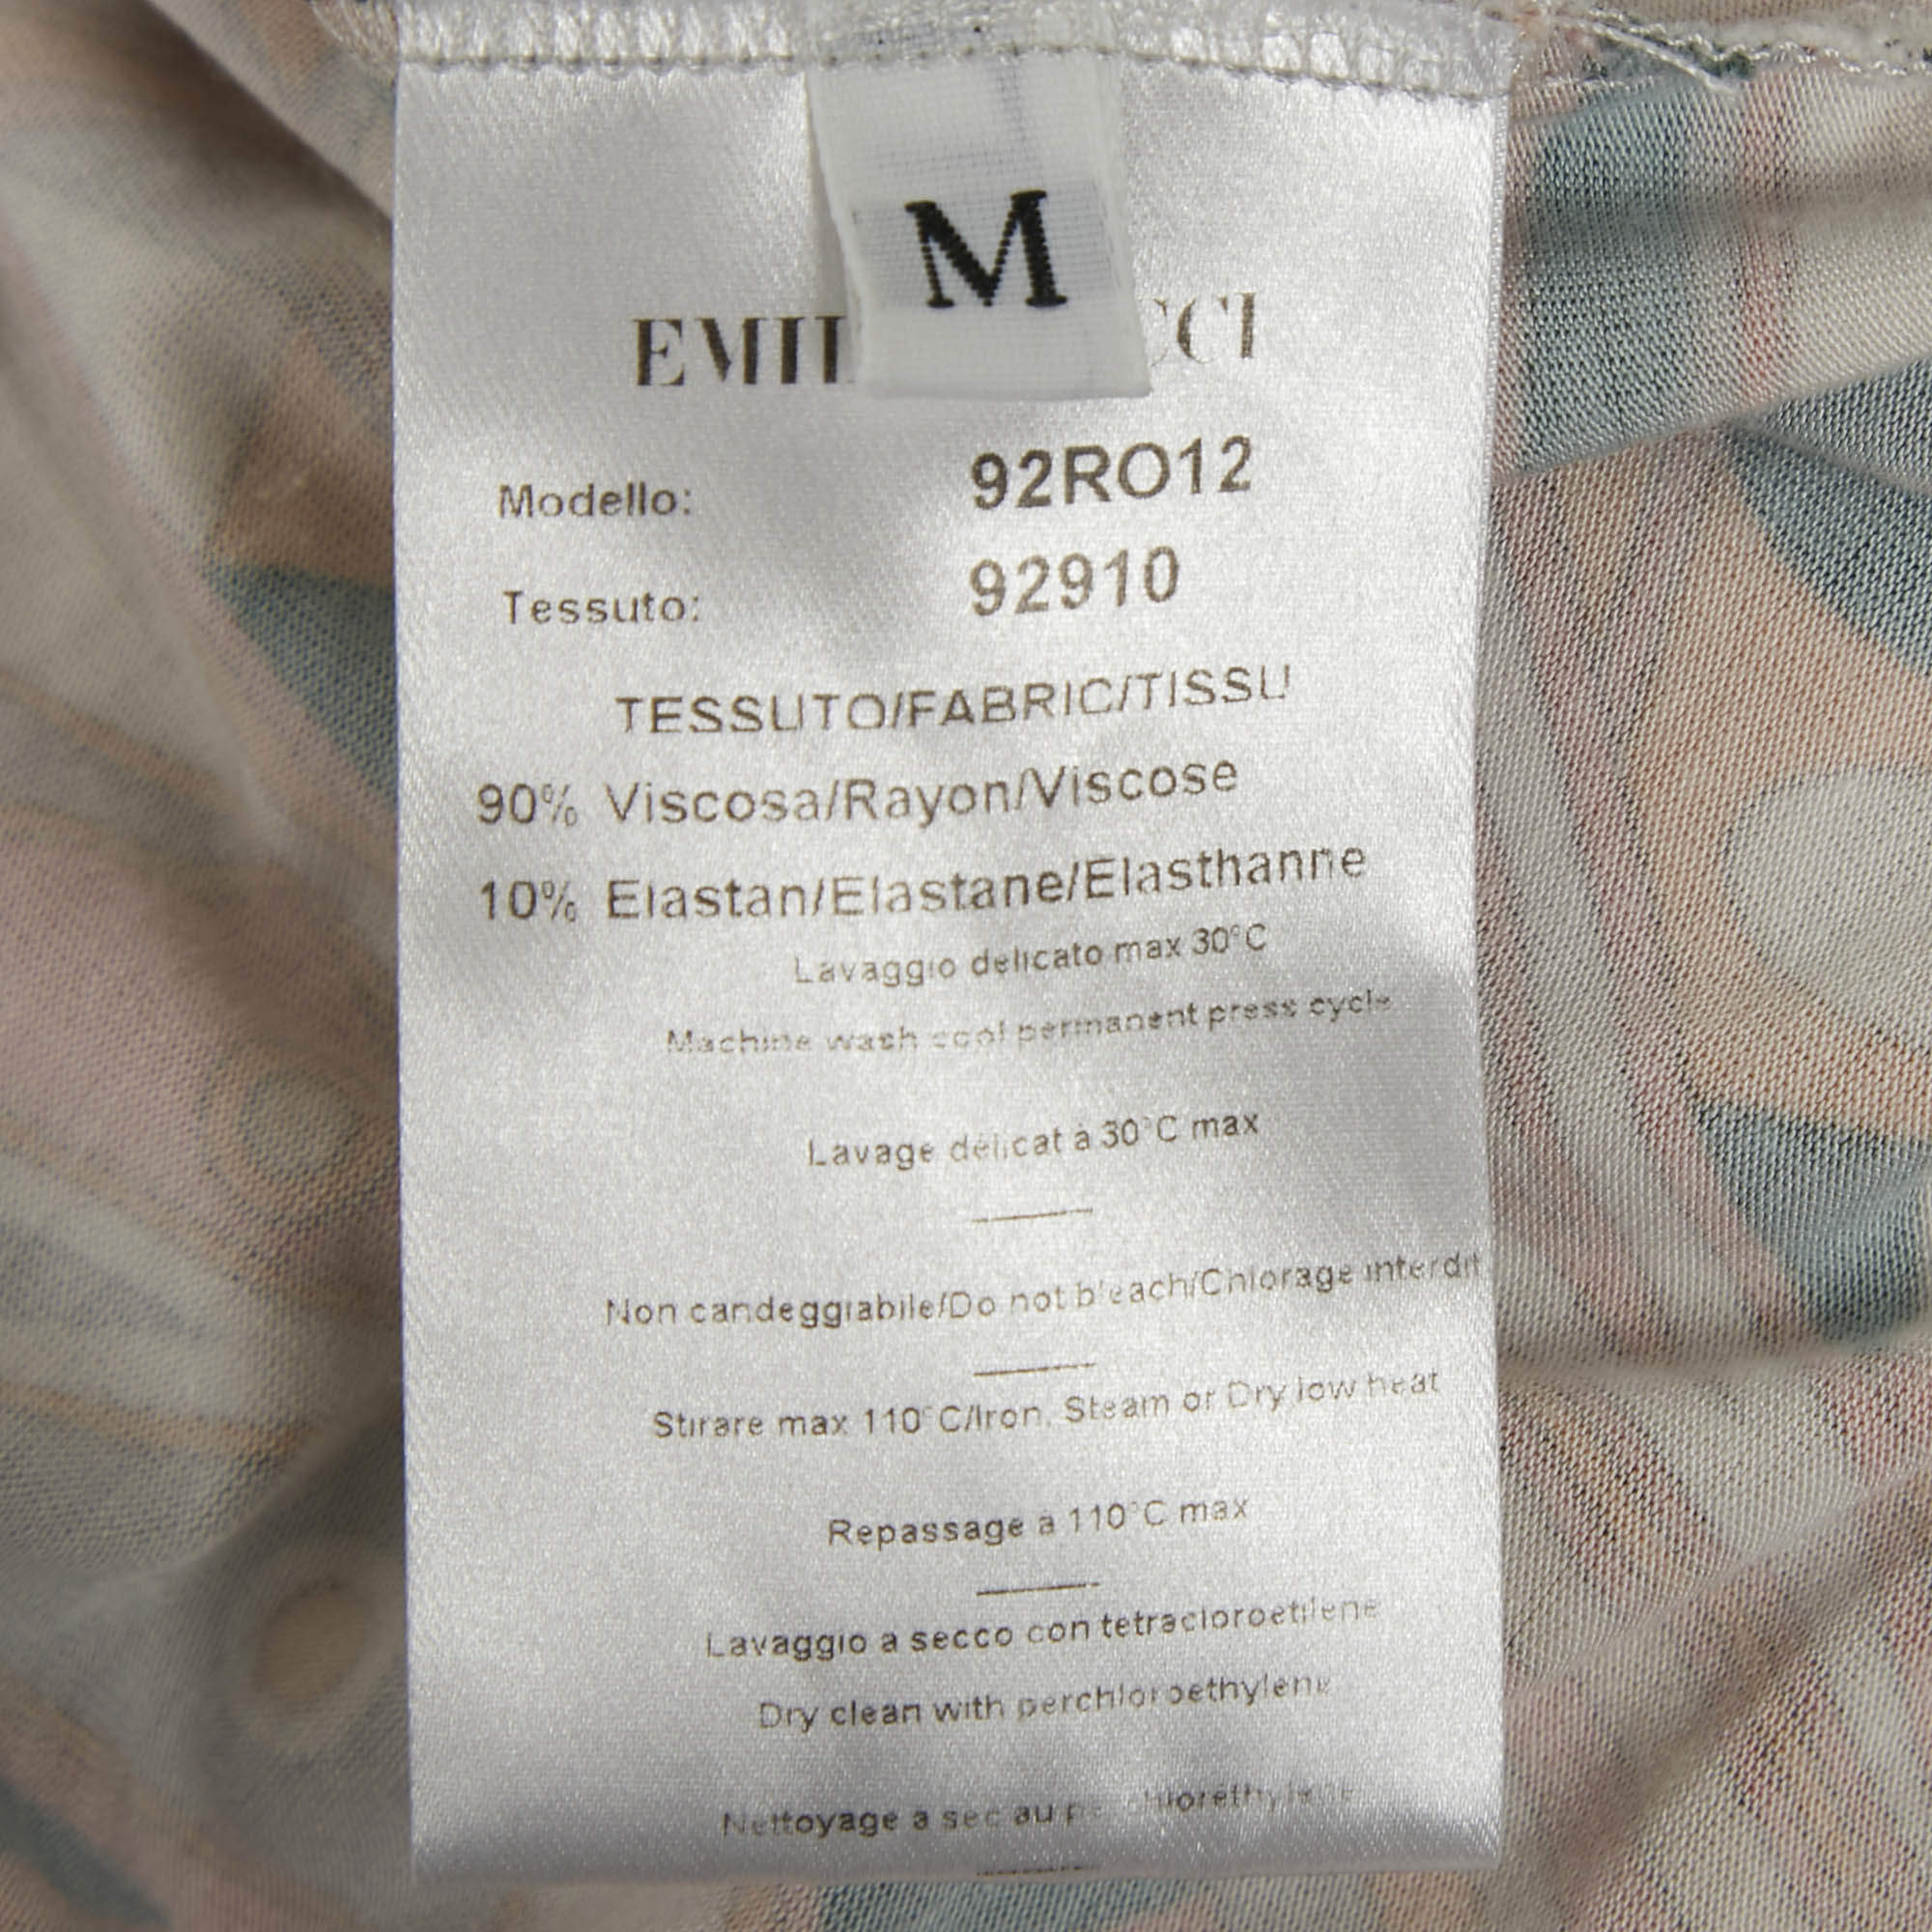 M
EMIL CCI
Modello: 92RO12
Tessuto: 92910
TESSUTO/FABRIC/TISSU
90% Viscosa/Rayon/Viscose
10% Elastan/Elastane/Elasthanne
Lavaggio delicato max 30°C
Machine wash cool permanent press cycle
Lavage délicat à 30°C max
Non candeggiabile/Do not bleach/Chlorage interdit
Stirare max 110°C/Iron, Steam or Dry low heat
Repassage à 110°C max
Lavaggio a secco con tetracloroetilene
Dry clean with perchloroethylene
Nettoyage à sec au